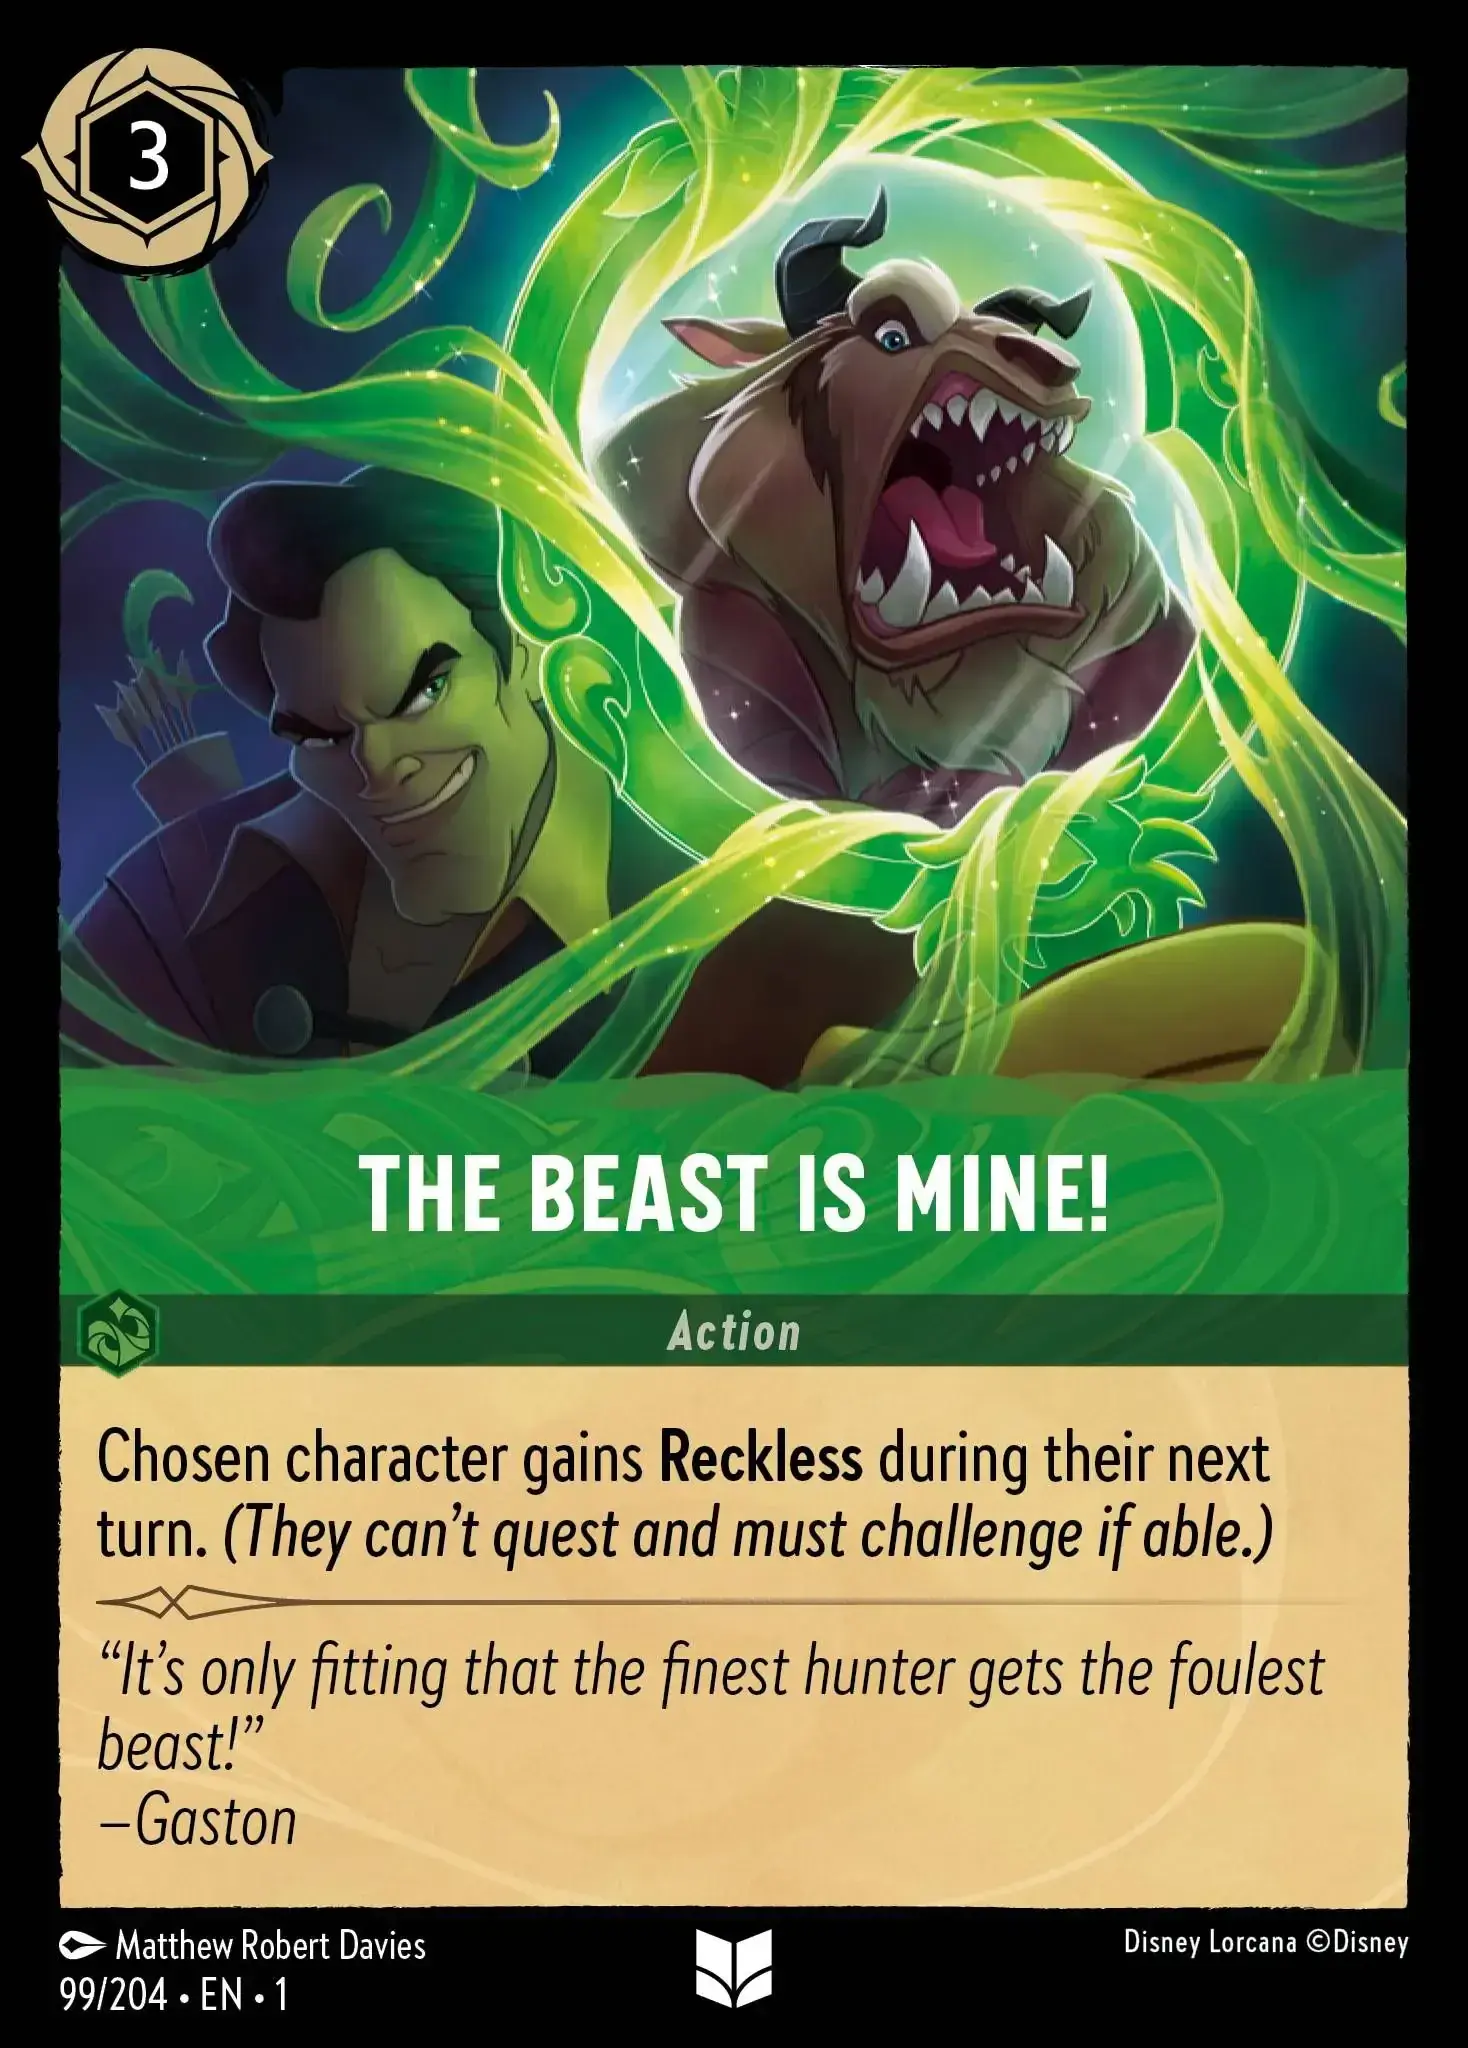 3
THE BEAST IS MINE!
Action
Chosen character gains Reckless during their next
turn. (They can't quest and must challenge if able.)
“It's only fitting that the finest hunter gets the foulest
beast!”
–Gaston
Matthew Robert Davies
Disney Lorcana ©Disney
99/204 • EN • 1